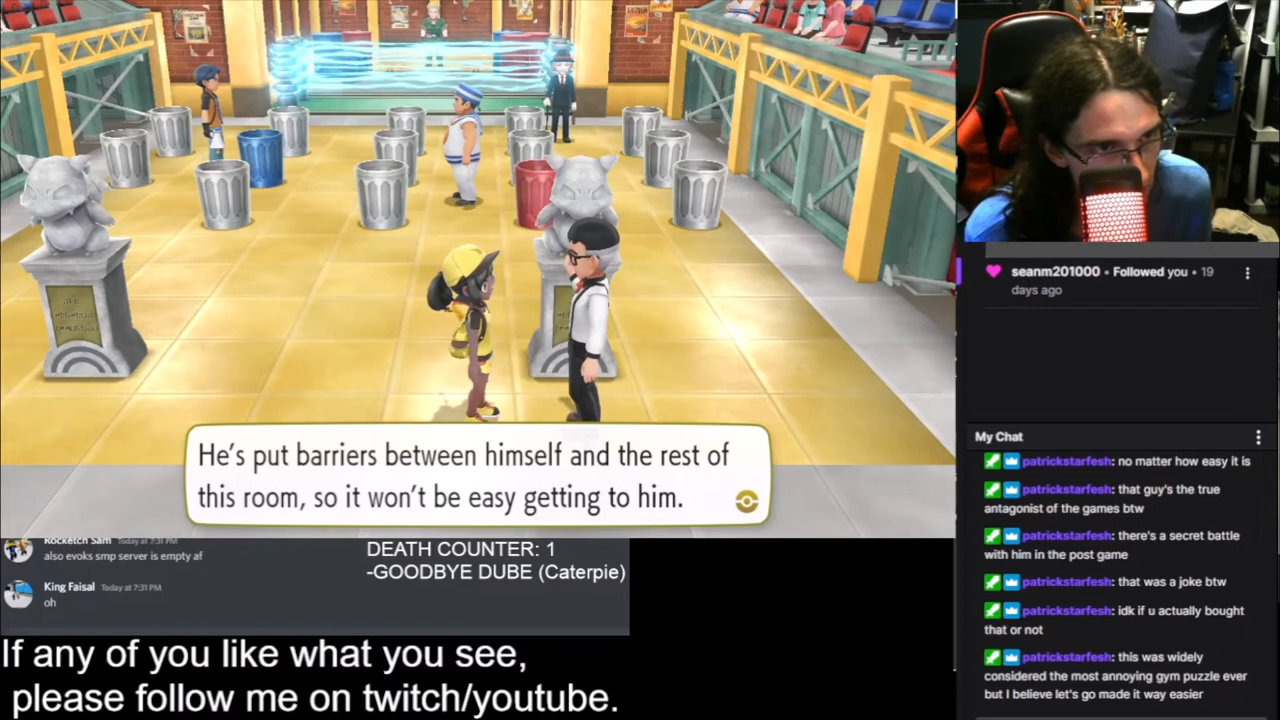 He's put barriers between himself and the rest of
this room, so it won't be easy getting to him.
seanm201000 • Followed you • 19
days ago
My Chat
patrickstarfesh: no matter how easy it is
patrickstarfesh: that guy's the true
antagonist of the games btw
patrickstarfesh: there's a secret battle
with him in the post game
patrickstarfesh: that was a joke btw
patrickstarfesh: idk if u actually bought
that or not
patrickstarfesh: this was widely
considered the most annoying gym puzzle ever
but I believe let's go made it way easier
Rocketch Sam Today at 7:31 PM
also evoks smp server is empty af
King Faisal Today at 7:31 PM
oh
DEATH COUNTER: 1
-GOODBYE DUBE (Caterpie)
If any of you like what you see,
please follow me on twitch/youtube.